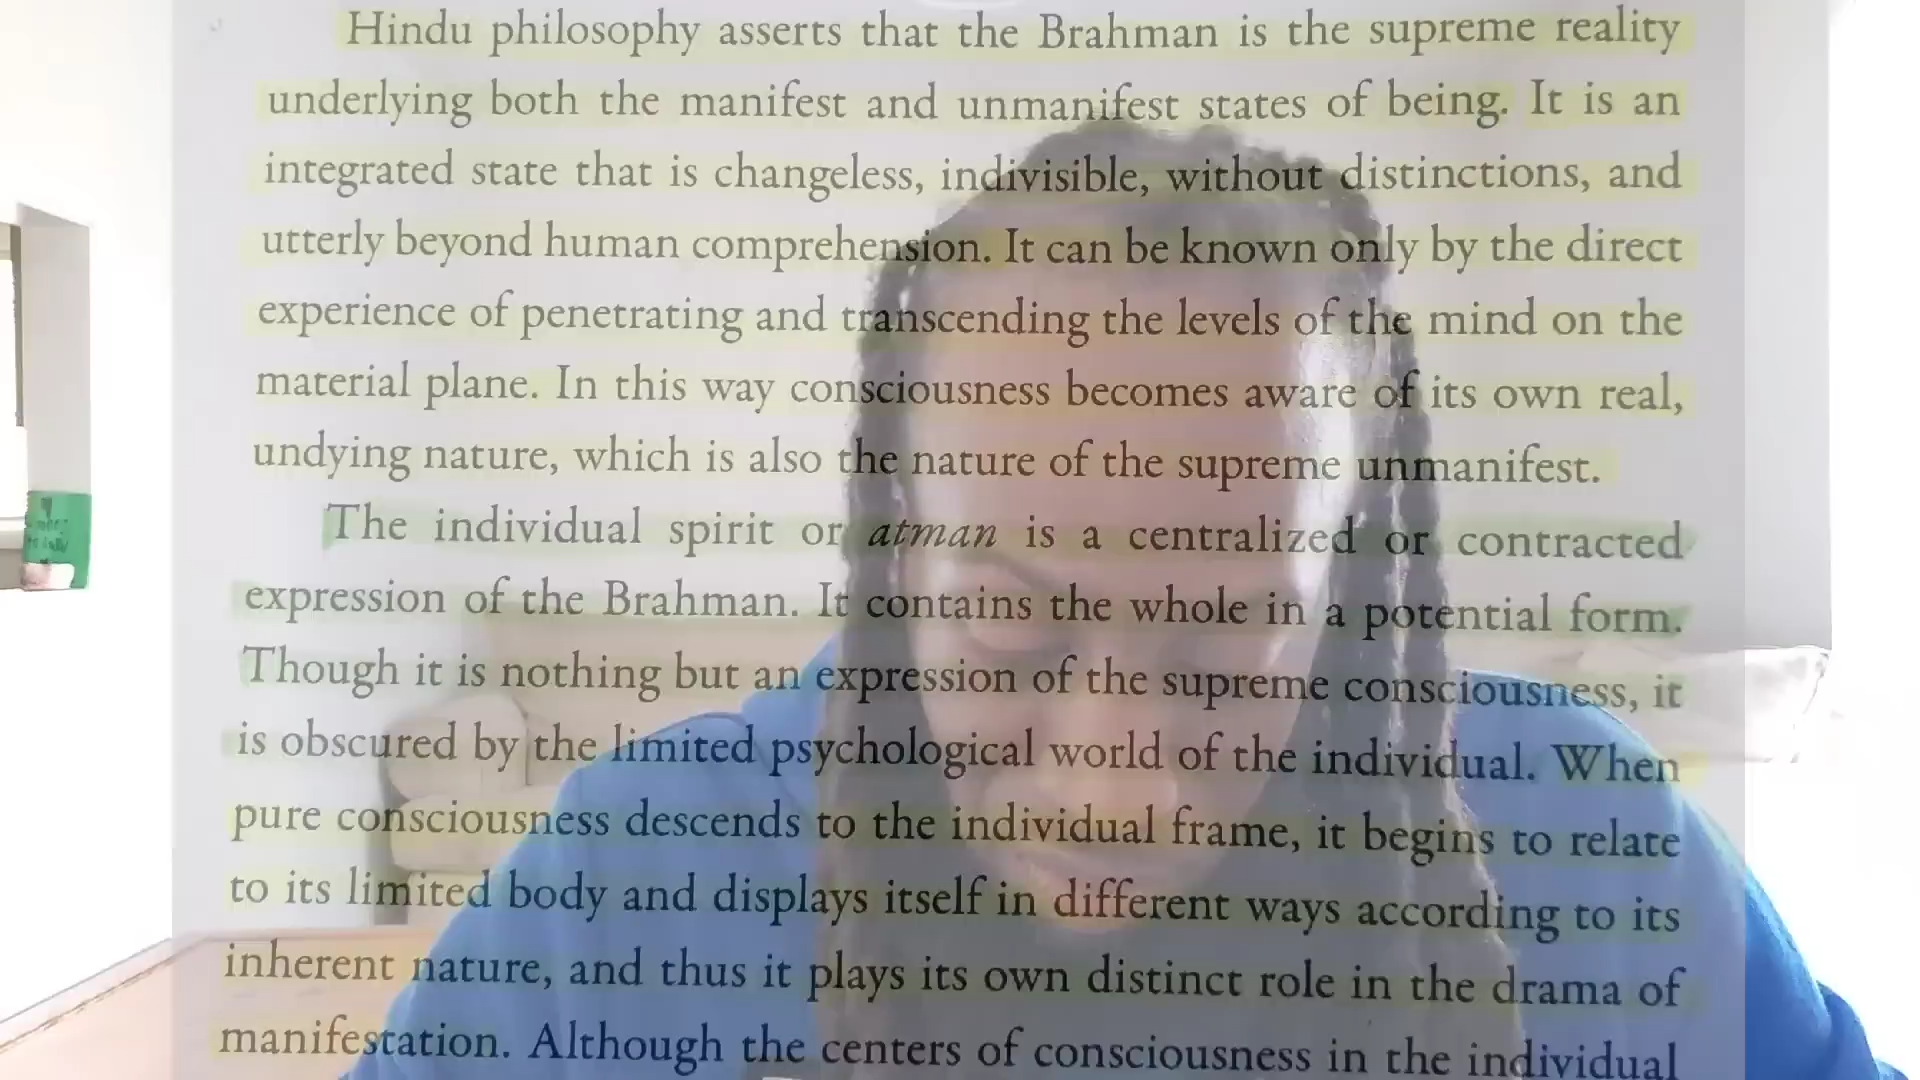 Hindu philosophy asserts that the Brahman is the supreme reality
underlying both the manifest and unmanifest states of being. It is an
integrated state that is changeless, indivisible, without distinctions, and
utterly beyond human comprehension. It can be known only by the direct
experience of penetrating and transcending the levels of the mind on the
material plane. In this way consciousness becomes aware of its own real,
undying nature, which is also the nature of the supreme unmanifest.
The individual spirit or atman is a centralized or contracted
expression of the Brahman. It contains the whole in a potential form.
Though it is nothing but an expression of the supreme consciousness, it
is obscured by the limited psychological world of the individual. When
pure consciousness descends to the individual frame, it begins to relate
to its limited body and displays itself in different ways according to its
inherent nature, and thus it plays its own distinct role in the drama of
manifestation. Although the centers of consciousness in the individual